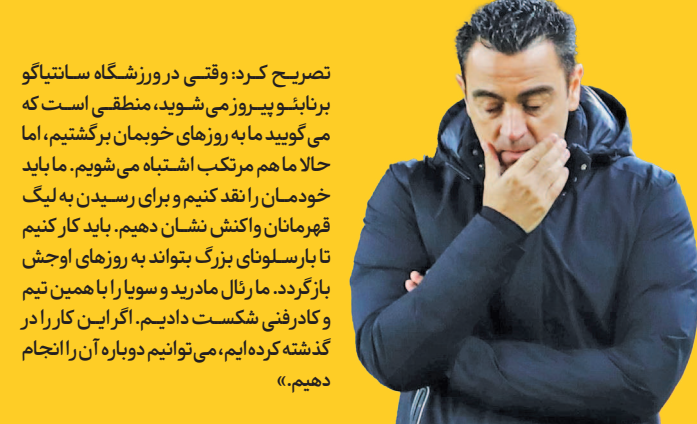 تصریح کرد: وقتی در ورزشگاه سانتیاگو
برنابئو پیروز می‌شوید، منطقی است که
می‌گویید ما به روزهای خوبمان برگشتیم، اما
حالا ما هم مرتکب اشتباه می‌شویم. ما باید
خودمان را نقد کنیم و برای رسیدن به لیگ
قهرمانان واکنش نشان دهیم. باید کار کنیم
تا بارسلونای بزرگ بتواند به روزهای اوجش
بازگردد. ما رئال مادرید و سویا را با همین تیم
و کادرفنی شکست دادیم. اگر این کار را در
گذشته کرده‌ایم، می‌توانیم دوباره آن را انجام
دهیم.»